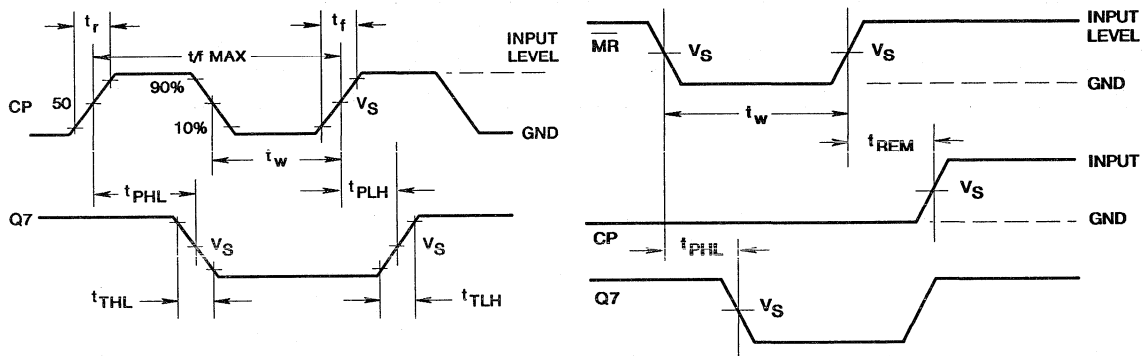 tr
tf
t/f MAX
INPUT
LEVEL
CP
50
90%
10%
VS
GND
tw
tPHL
tPLH
Q7
VS
VS
tTHL
tTLH
MR
VS
VS
INPUT
LEVEL
GND
tw
tREM
INPUT
VS
GND
CP
tPHL
Q7
VS